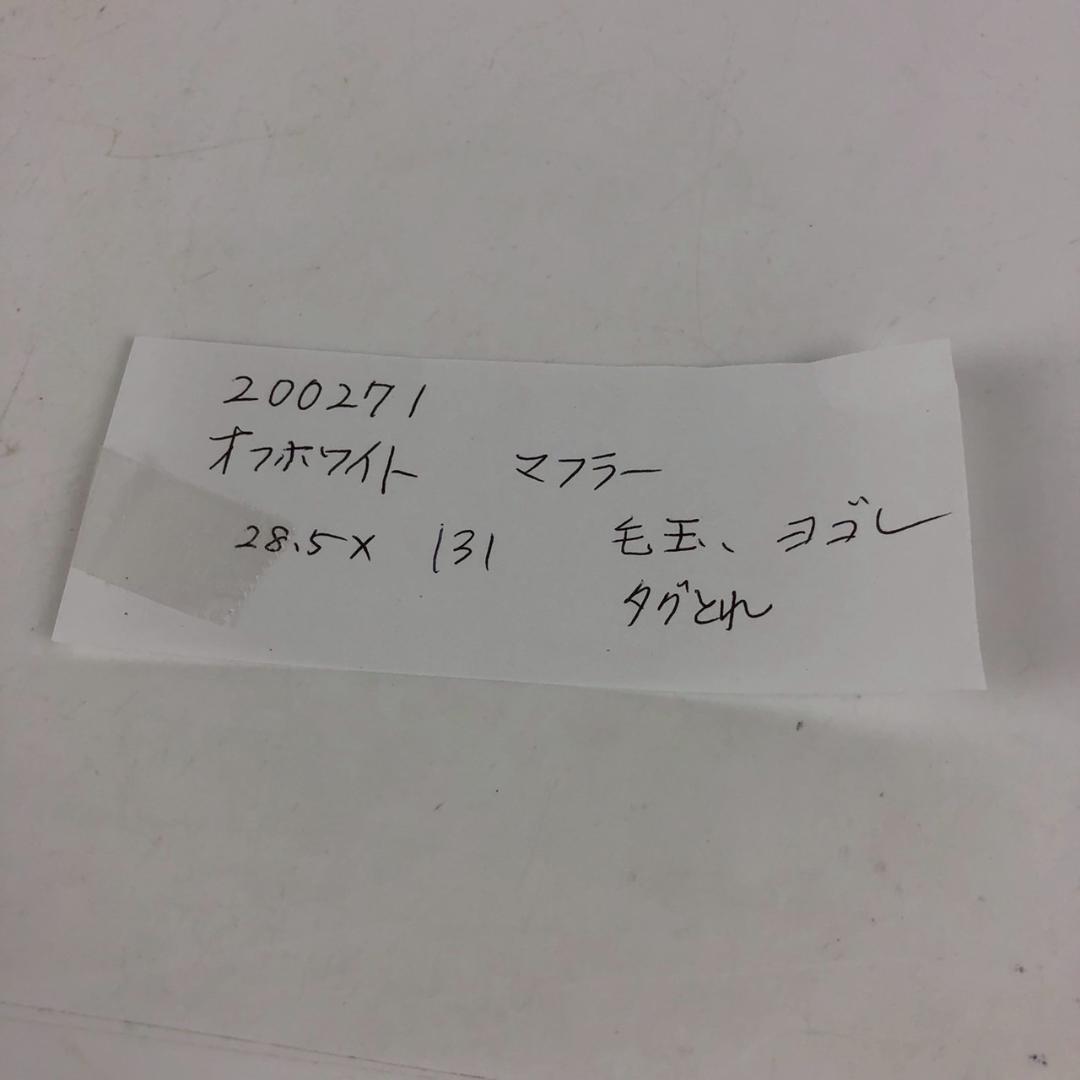 200271
オフホワイト マフラー
28.5× 131 毛玉、ヨゴレ
タグとれ